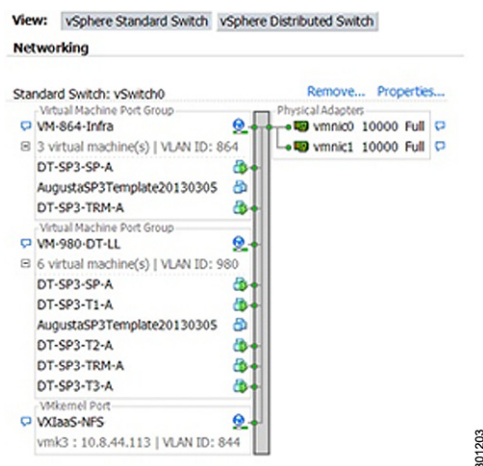 View: vSphere Standard Switch vSphere Distributed Switch
Networking
Standard Switch: vSwitch0 Remove... Properties...
Virtual Machine Port Group
VM-864-Infra
3 virtual machine(s) | VLAN ID: 864
DT-SP3-SP-A
AugustaSP3Template20130305
DT-SP3-TRM-A
Virtual Machine Port Group
VM-980-DT-LL
6 virtual machine(s) | VLAN ID: 980
DT-SP3-SP-A
DT-SP3-T1-A
AugustaSP3Template20130305
DT-SP3-T2-A
DT-SP3-TRM-A
DT-SP3-T3-A
VMkernel Port
VXIaaS-NFS
vmk3 : 10.8.44.113 | VLAN ID: 844
Physical Adapters
vmnic0 10000 Full
vmnic1 10000 Full